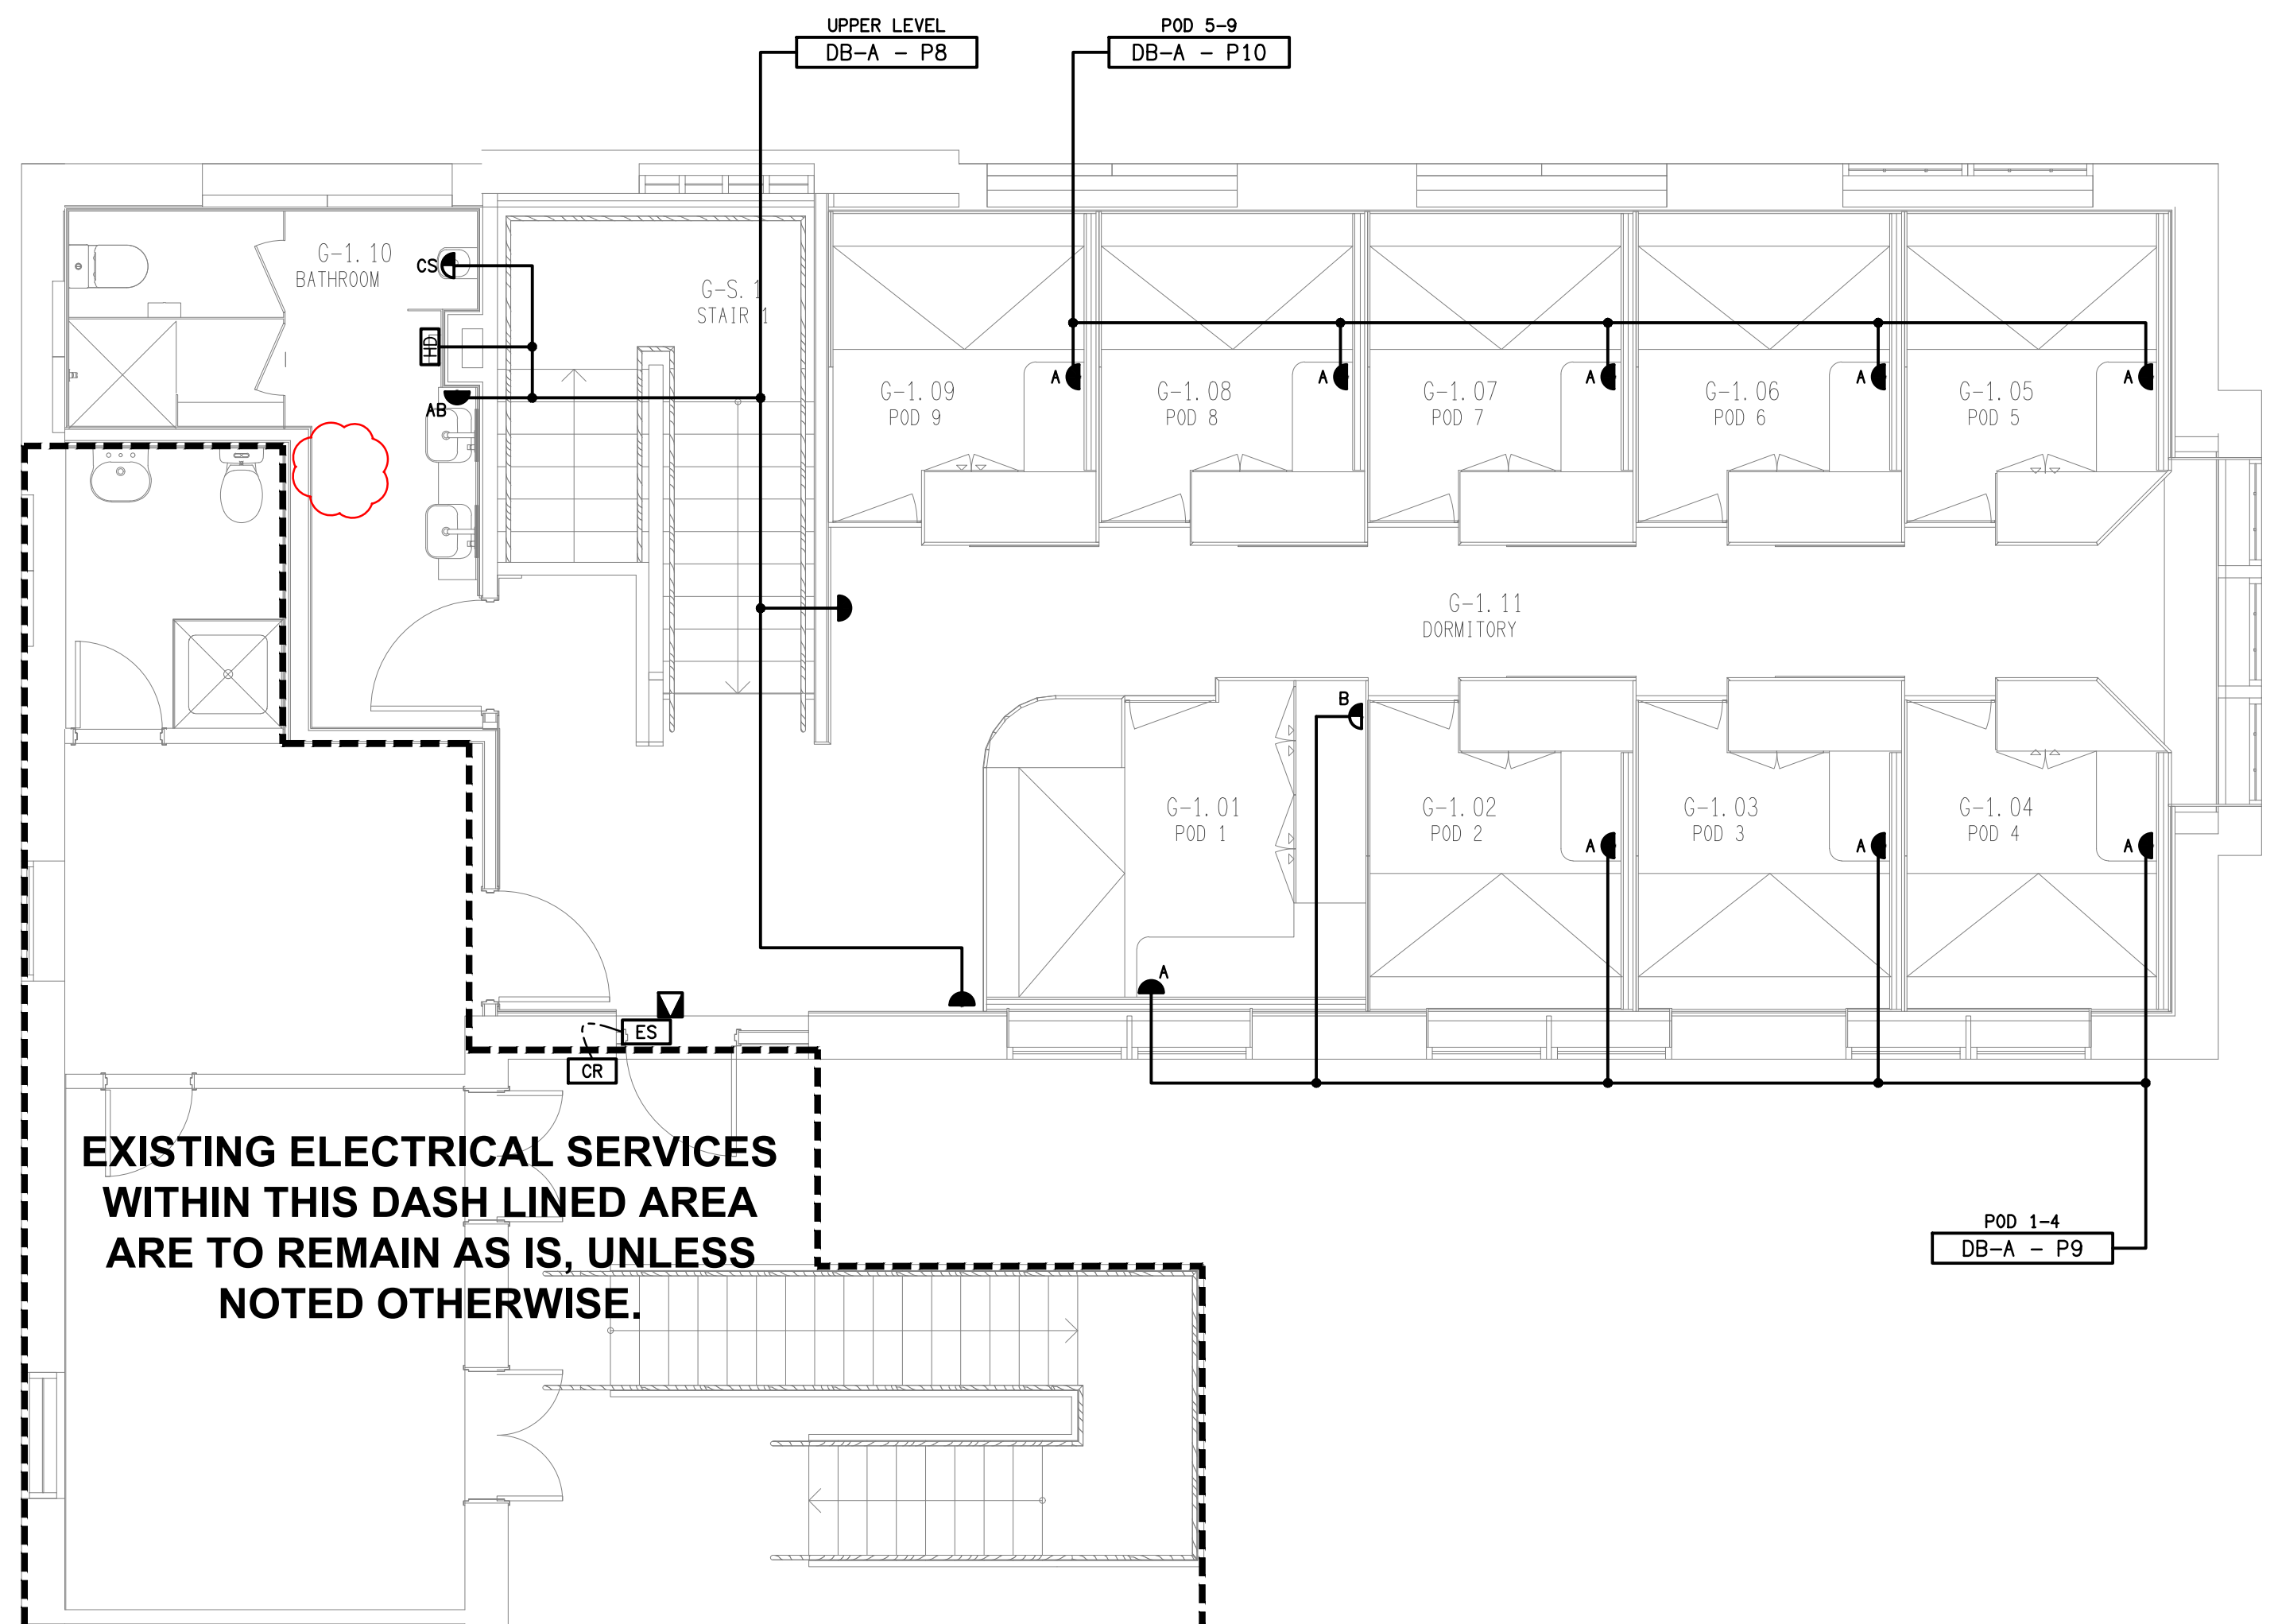 UPPER LEVEL
DB-A - P8
POD 5-9
DB-A - P10
G-1.10
BATHROOM
CS
G-S.1
STAIR 1
HD
AB
G-1.09
POD 9
A
G-1.08
POD 8
A
G-1.07
POD 7
A
G-1.06
POD 6
A
G-1.05
POD 5
A
G-1.11
DORMITORY
B
G-1.01
POD 1
A
G-1.02
POD 2
A
G-1.03
POD 3
A
G-1.04
POD 4
A
ES
CR
EXISTING ELECTRICAL SERVICES
WITHIN THIS DASH LINED AREA
ARE TO REMAIN AS IS, UNLESS
NOTED OTHERWISE.
POD 1-4
DB-A - P9